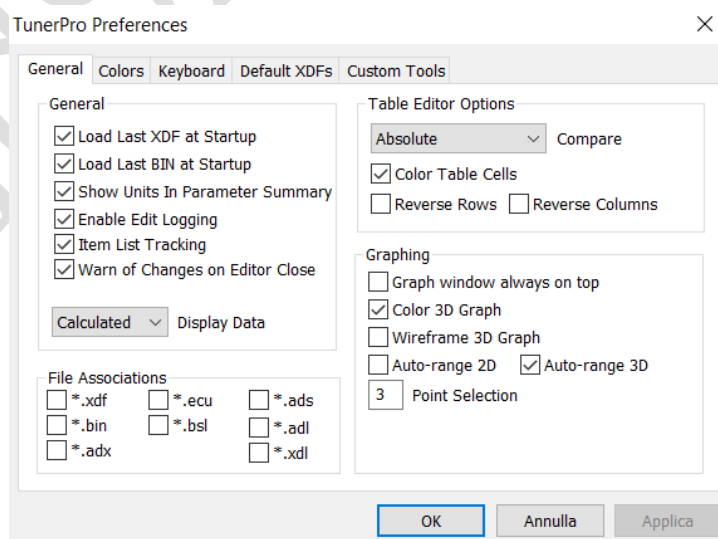 TunerPro Preferences
General Colors Keyboard Default XDFs Custom Tools
General
Load Last XDF at Startup
Load Last BIN at Startup
Show Units In Parameter Summary
Enable Edit Logging
Item List Tracking
Warn of Changes on Editor Close
Calculated Display Data
File Associations
*.xdf *.ecu *.ads
*.bin *.bsl *.adl
*.adx *.xdl
Table Editor Options
Absolute Compare
Color Table Cells
Reverse Rows Reverse Columns
Graphing
Graph window always on top
Color 3D Graph
Wireframe 3D Graph
Auto-range 2D Auto-range 3D
3 Point Selection
OK Annulla Applica